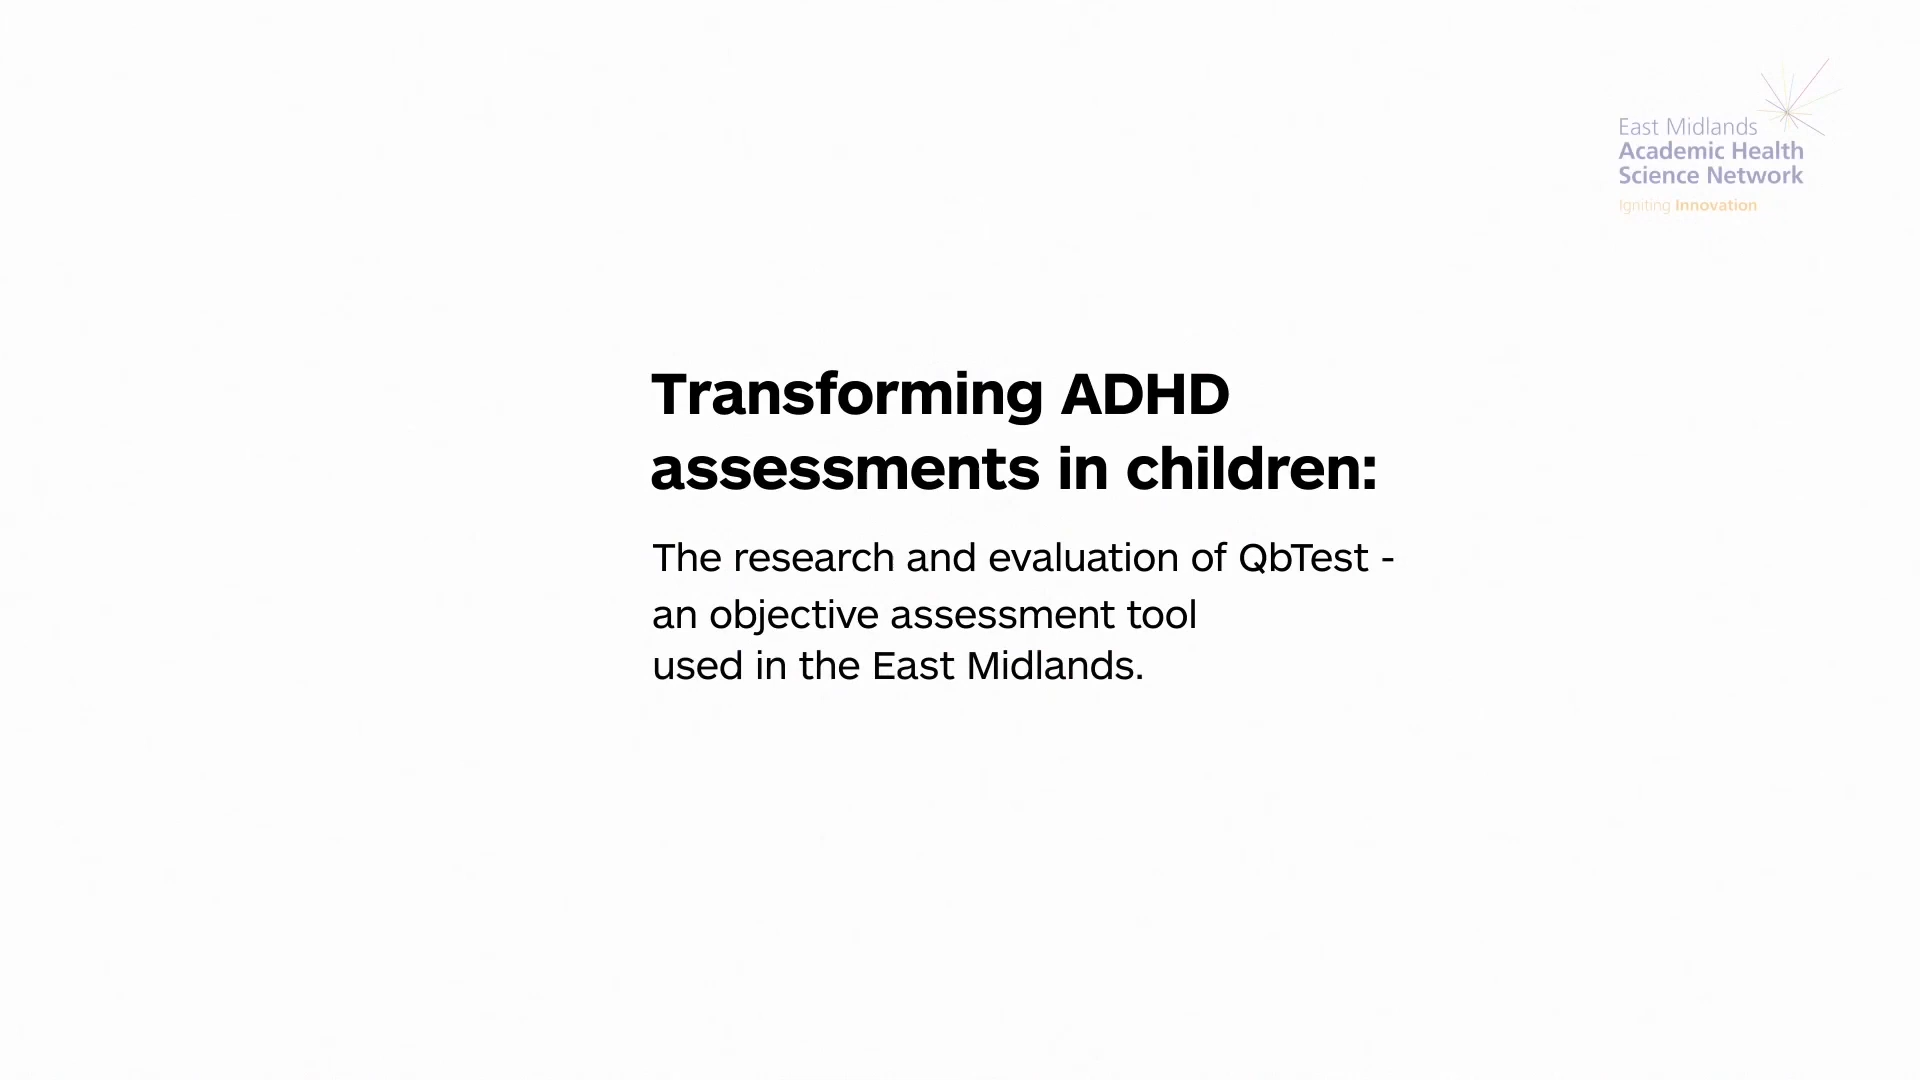 East Midlands
Academic Health
Science Network
Igniting Innovation
Transforming ADHD
assessments in children:
The research and evaluation of QbTest -
an objective assessment tool
used in the East Midlands.